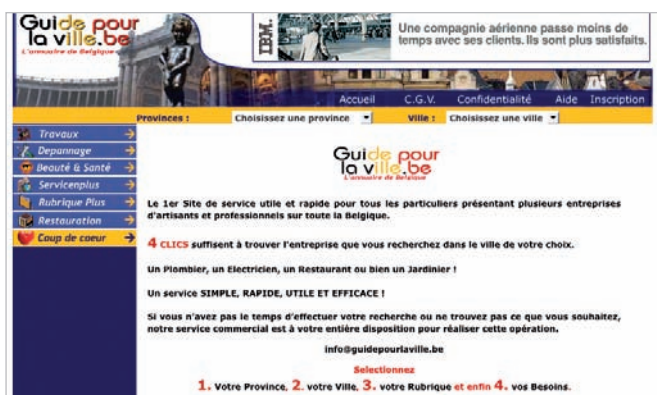 Guide pour
la ville.be
L'annuaire de Belgique
IBM.
Une compagnie aérienne passe moins de
temps avec ses clients. Ils sont plus satisfaits.
Accueil C.G.V. Confidentialité Aide Inscription
Provinces : Choisissez une province Ville : Choisissez une ville
Travaux
Depannage
Beauté & Santé
Servicenplus
Rubrique Plus
Restauration
Coup de coeur
Guide pour
la ville.be
L'annuaire de Belgique
Le 1er Site de service utile et rapide pour tous les particuliers présentant plusieurs entreprises
d'artisants et professionnels sur toute la Belgique.
4 CLICS suffisent à trouver l'entreprise que vous recherchez dans le ville de votre choix.
Un Plombier, un Electricien, un Restaurant ou bien un Jardinier !
Un service SIMPLE, RAPIDE, UTILE ET EFFICACE !
Si vous n'avez pas le temps d'effectuer votre recherche ou ne trouvez pas ce que vous souhaitez,
notre service commercial est à votre entière disposition pour réaliser cette opération.
info@guidepourlaville.be
Selectionnez
1. Votre Province, 2. votre Ville, 3. votre Rubrique et enfin 4. vos Besoins.